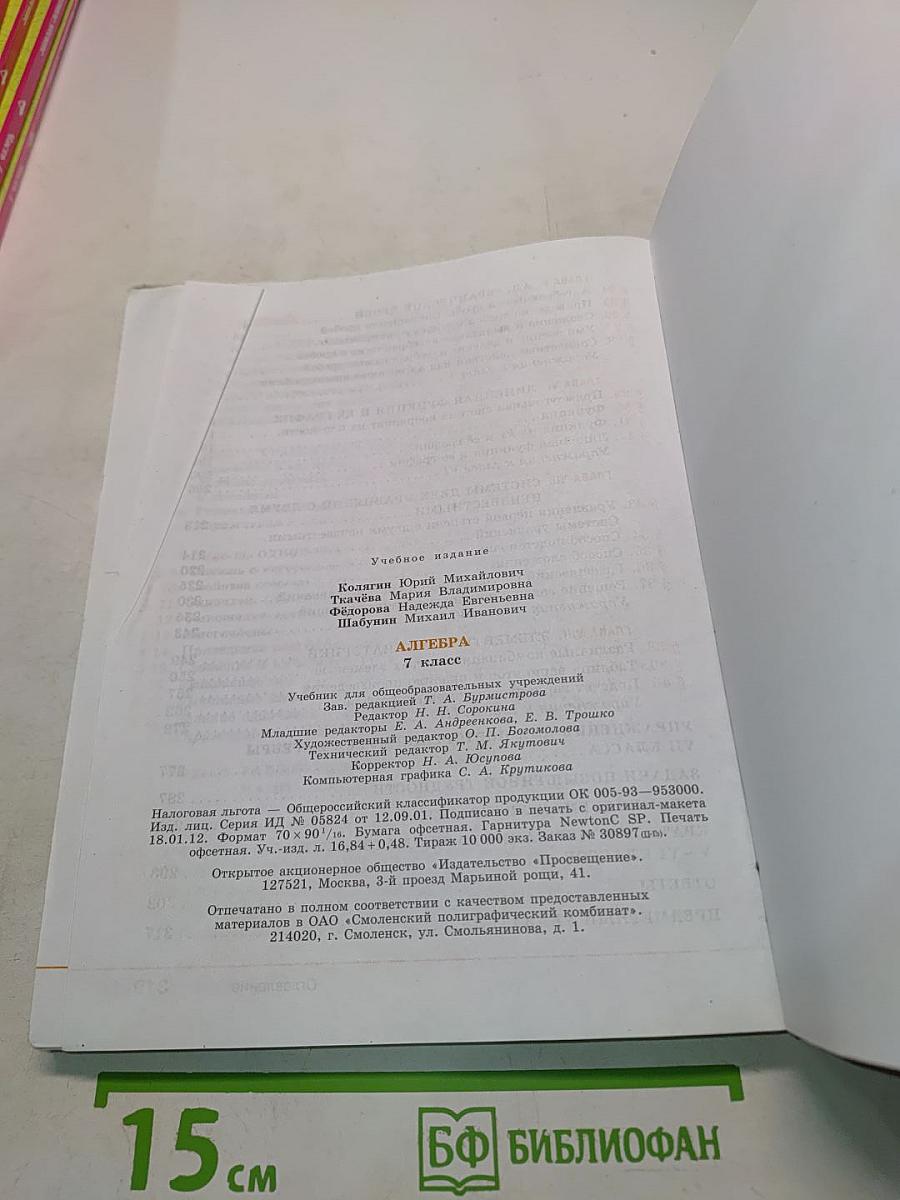 Учебное издание
Колягин Юрий Михайлович
Ткачёва Мария Владимировна
Фёдорова Надежда Евгеньевна
Шабунин Михаил Иванович
АЛГЕБРА
7 класс
Учебник для общеобразовательных учреждений
Зав. редакцией Т. А. Бурмистрова
Редактор Н. Н. Сорокина
Младшие редакторы Е. А. Андреенкова, Е. В. Трошко
Художественный редактор О. П. Богомолова
Технический редактор Т. М. Якутович
Корректор Н. А. Юсупова
Компьютерная графика С. А. Крутикова
Налоговая льгота — Общероссийский классификатор продукции ОК 005-93—953000.
Изд. лиц. Серия ИД № 05824 от 12.09.01. Подписано в печать с оригинал-макета
18.01.12. Формат 70×90 1/16. Бумага офсетная. Гарнитура NewtonC SP. Печать
офсетная. Уч.-изд. л. 16,84+0,48. Тираж 10 000 экз. Заказ № 30897
Открытое акционерное общество «Издательство «Просвещение».
127521, Москва, 3-й проезд Марьиной рощи, 41.
Отпечатано в полном соответствии с качеством предоставленных
материалов в ОАО «Смоленский полиграфический комбинат».
214020, г. Смоленск, ул. Смольянинова, д. 1.
15 см
БФ БИБЛИОФАН